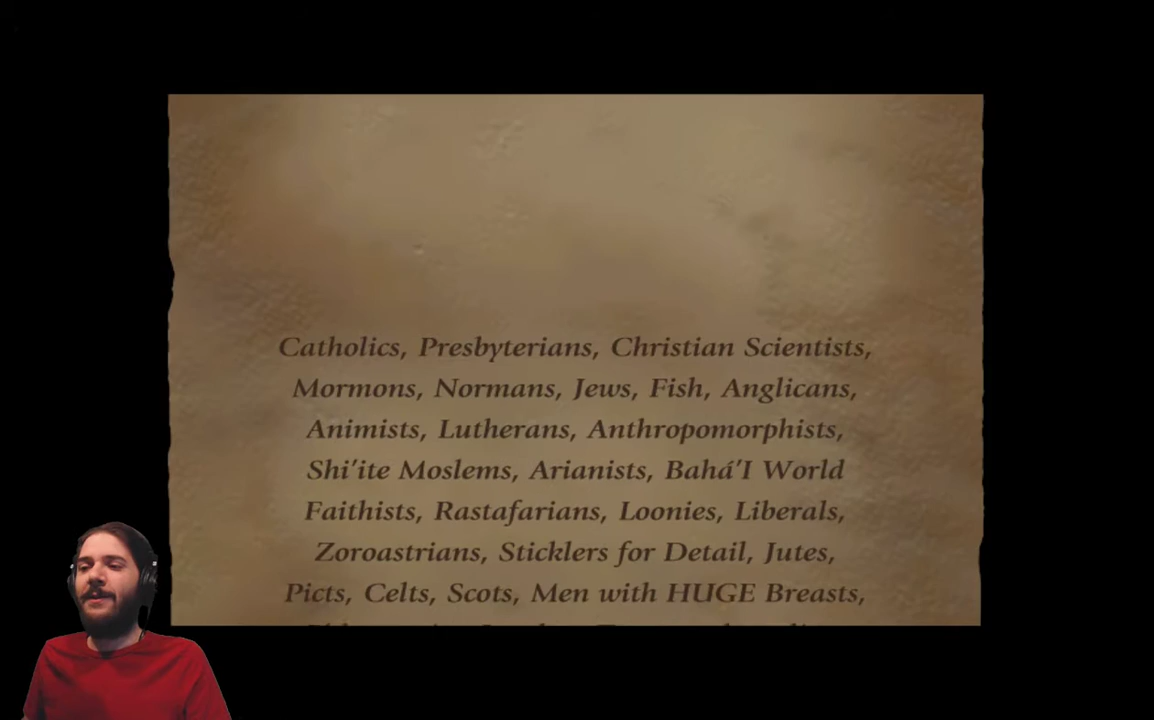 Catholics, Presbyterians, Christian Scientists,
Mormons, Normans, Jews, Fish, Anglicans,
Animists, Lutherans, Anthropomorphists,
Shi'ite Moslems, Arianists, Bahá'I World
Faithists, Rastafarians, Loonies, Liberals,
Zoroastrians, Sticklers for Detail, Jutes,
Picts, Celts, Scots, Men with HUGE Breasts,